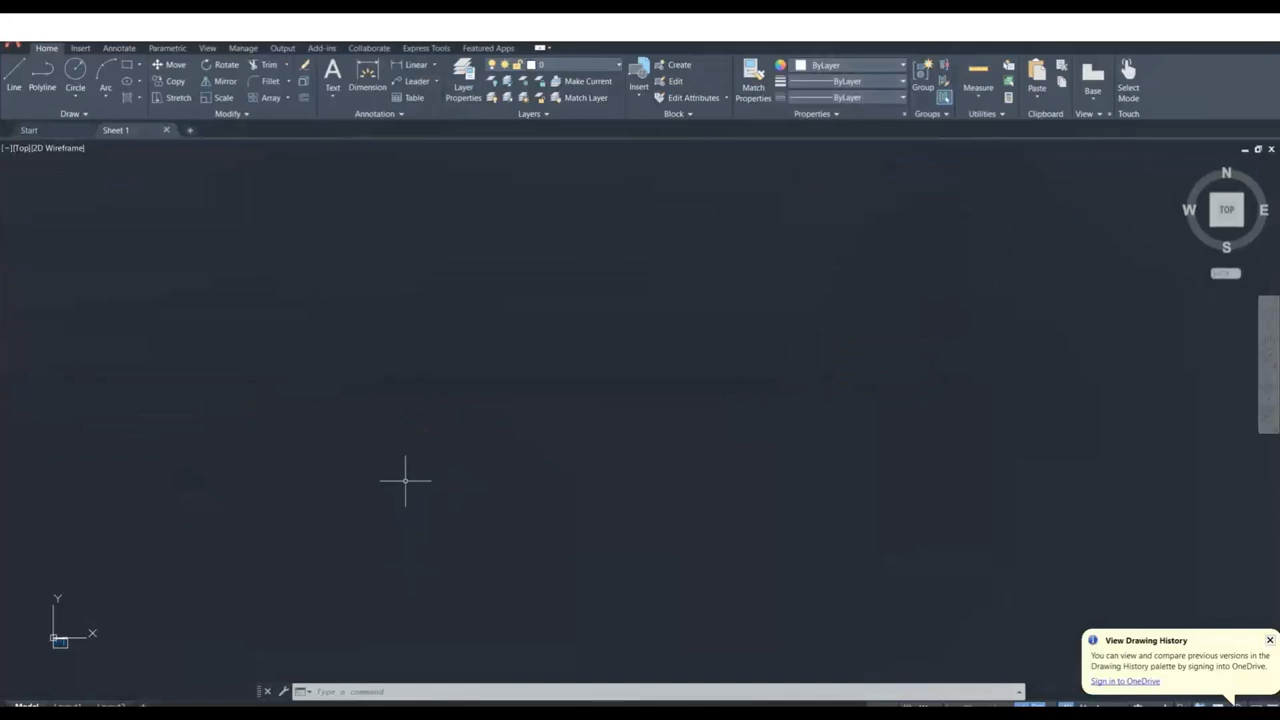 Home Insert Annotate Parametric View Manage Output Add-ins Collaborate Express Tools Featured Apps
Line Polyline Circle Arc
Move Rotate Trim
Copy Mirror Fillet
Stretch Scale Array
Text Dimension
Linear
Leader
Table
Layer Properties
0
Make Current
Match Layer
Insert
Create
Edit
Edit Attributes
Match Properties
ByLayer
ByLayer
ByLayer
Group
Measure
Paste
Base
Select Mode
Draw Modify Annotation Layers Block Properties Groups Utilities Clipboard View Touch
Start Sheet 1
[−][Top][2D Wireframe]
N
W TOP E
S
Y
X
View Drawing History
You can view and compare previous versions in the
Drawing History palette by signing into OneDrive.
Sign in to OneDrive
Type a command
Model